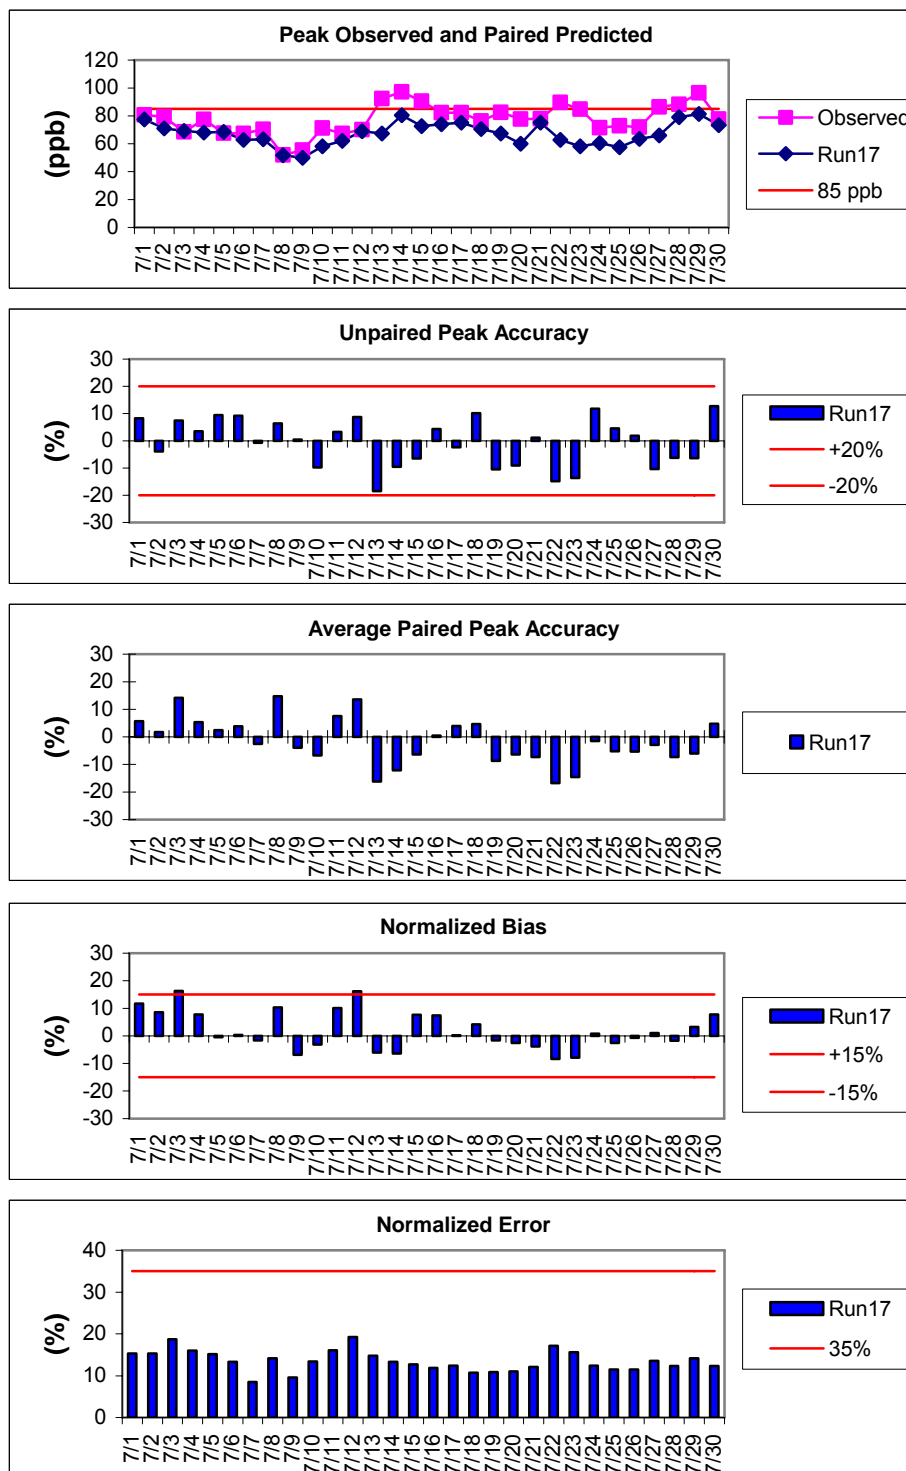 Peak Observed and Paired Predicted
(ppb)
120
100
80
60
40
20
0
7/1 7/2 7/3 7/4 7/5 7/6 7/7 7/8 7/9 7/10 7/11 7/12 7/13 7/14 7/15 7/16 7/17 7/18 7/19 7/20 7/21 7/22 7/23 7/24 7/25 7/26 7/27 7/28 7/29 7/30
Observed
Run17
85 ppb
Unpaired Peak Accuracy
(%)
30
20
10
0
-10
-20
-30
7/1 7/2 7/3 7/4 7/5 7/6 7/7 7/8 7/9 7/10 7/11 7/12 7/13 7/14 7/15 7/16 7/17 7/18 7/19 7/20 7/21 7/22 7/23 7/24 7/25 7/26 7/27 7/28 7/29 7/30
Run17
+20%
-20%
Average Paired Peak Accuracy
(%)
30
20
10
0
-10
-20
-30
7/1 7/2 7/3 7/4 7/5 7/6 7/7 7/8 7/9 7/10 7/11 7/12 7/13 7/14 7/15 7/16 7/17 7/18 7/19 7/20 7/21 7/22 7/23 7/24 7/25 7/26 7/27 7/28 7/29 7/30
Run17
Normalized Bias
(%)
30
20
10
0
-10
-20
-30
7/1 7/2 7/3 7/4 7/5 7/6 7/7 7/8 7/9 7/10 7/11 7/12 7/13 7/14 7/15 7/16 7/17 7/18 7/19 7/20 7/21 7/22 7/23 7/24 7/25 7/26 7/27 7/28 7/29 7/30
Run17
+15%
-15%
Normalized Error
(%)
40
30
20
10
0
7/1 7/2 7/3 7/4 7/5 7/6 7/7 7/8 7/9 7/10 7/11 7/12 7/13 7/14 7/15 7/16 7/17 7/18 7/19 7/20 7/21 7/22 7/23 7/24 7/25 7/26 7/27 7/28 7/29 7/30
Run17
35%